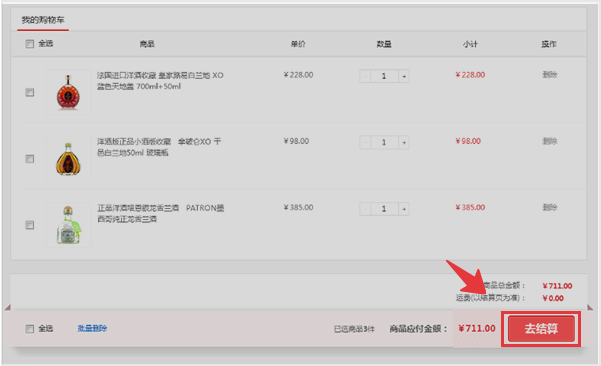 我的购物车
全选 商品 单价 数量 小计 操作
法国进口洋酒收藏 皇家路易白兰地 XO ¥228.00 - 1 + ¥228.00 删除
蓝色天地盖 700ml+50ml
洋酒版正品小酒版收藏 拿破仑XO 干 ¥98.00 - 1 + ¥98.00 删除
邑白兰地50ml 玻璃瓶
正品洋酒培恩银龙舌兰酒 PATRON墨 ¥385.00 - 1 + ¥385.00 删除
西哥纯正龙舌兰酒
商品总金额: ¥711.00
运费(以结算页为准): ¥0.00
全选 批量删除 已选商品3件 商品应付金额: ¥711.00 去结算